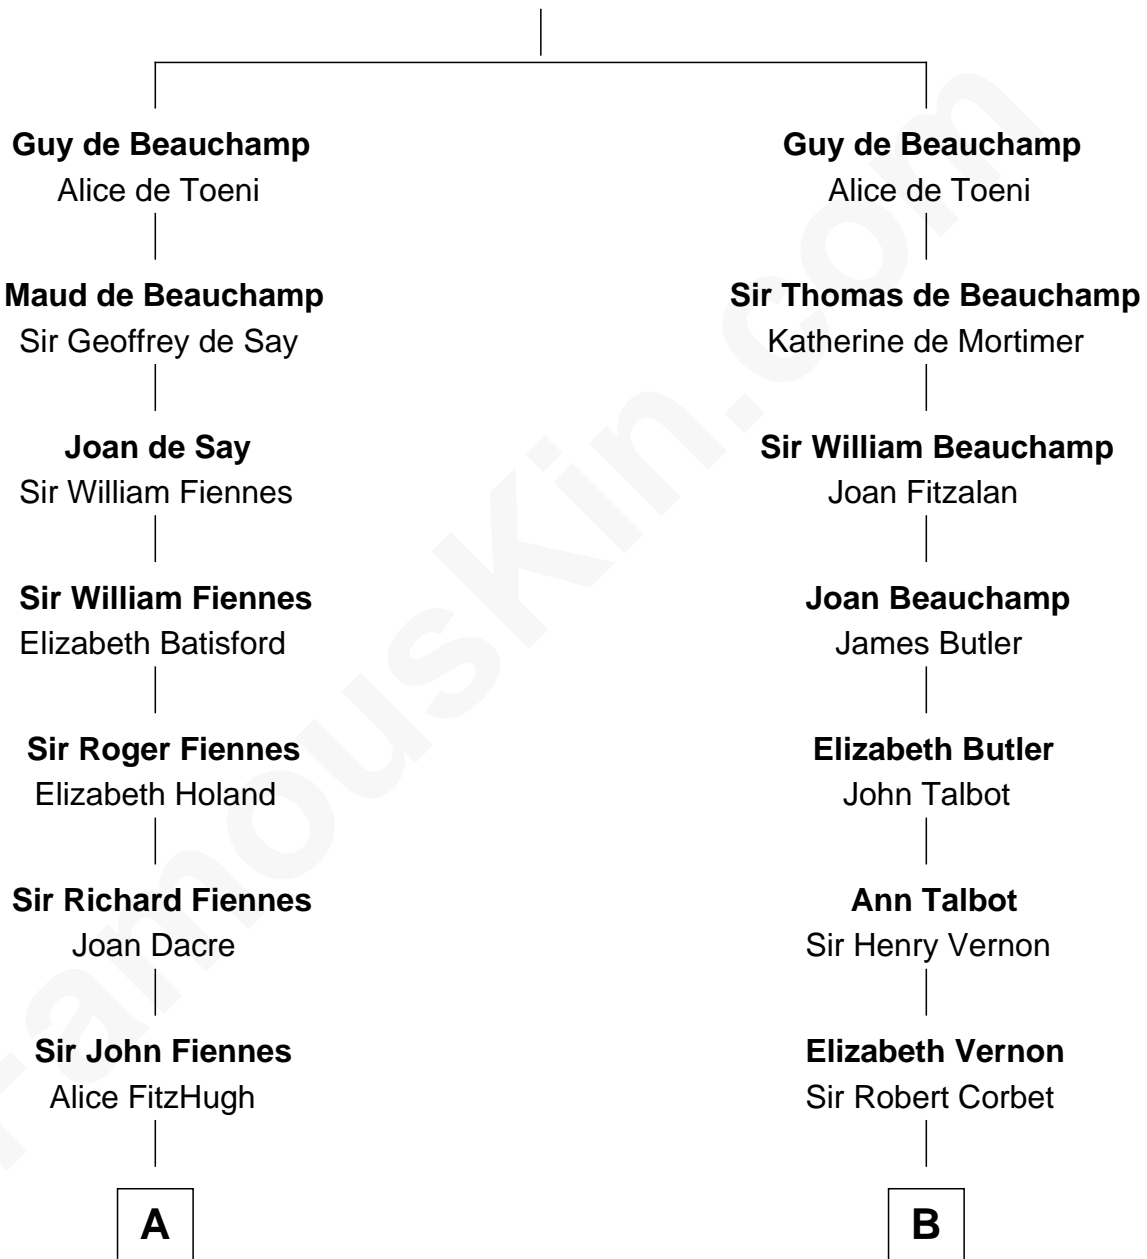 Guy de Beauchamp
Alice de Toeni
Maud de Beauchamp
Sir Geoffrey de Say
Joan de Say
Sir William Fiennes
Sir William Fiennes
Elizabeth Batisford
Sir Roger Fiennes
Elizabeth Holand
Sir Richard Fiennes
Joan Dacre
Sir John Fiennes
Alice FitzHugh
A
Guy de Beauchamp
Alice de Toeni
Sir Thomas de Beauchamp
Katherine de Mortimer
Sir William Beauchamp
Joan Fitzalan
Joan Beauchamp
James Butler
Elizabeth Butler
John Talbot
Ann Talbot
Sir Henry Vernon
Elizabeth Vernon
Sir Robert Corbet
B
FamousKin.com